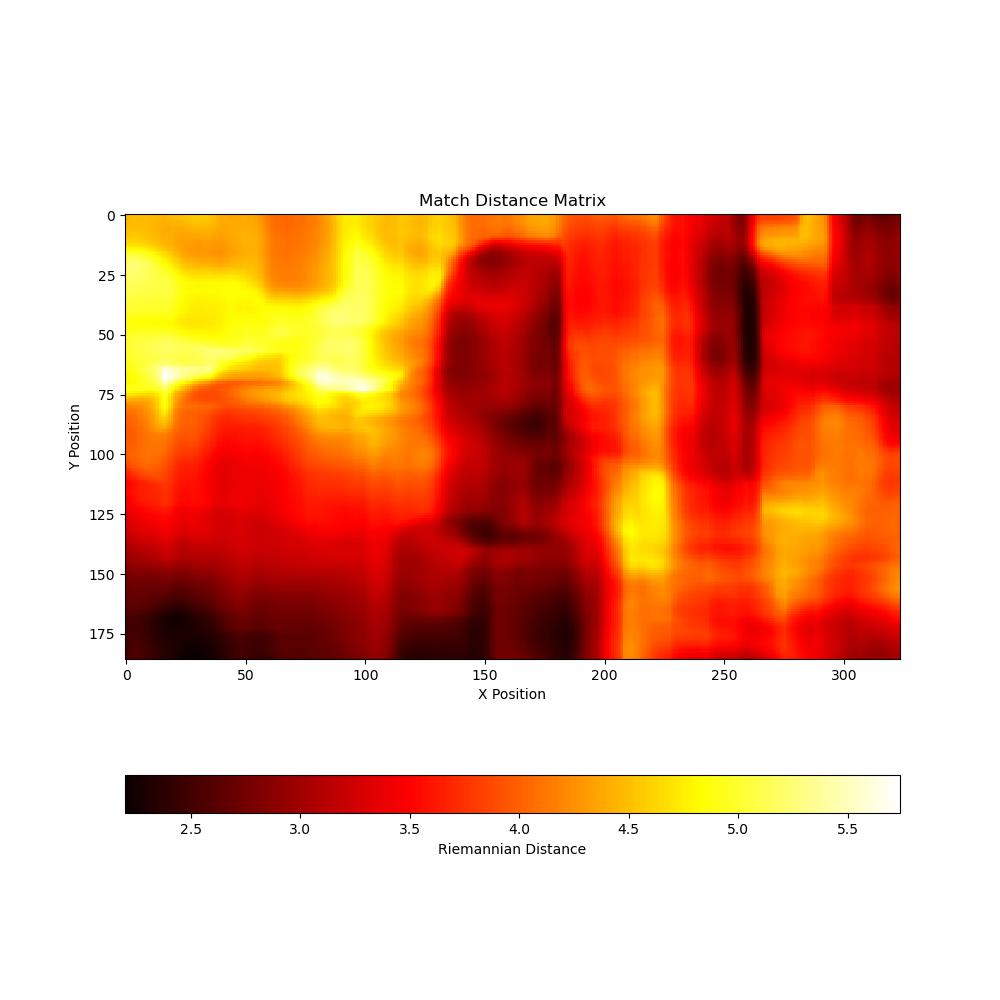 Match Distance Matrix
0
25
50
75
100
125
150
175
Y Position
0 50 100 150 200 250 300
X Position
2.5 3.0 3.5 4.0 4.5 5.0 5.5
Riemannian Distance